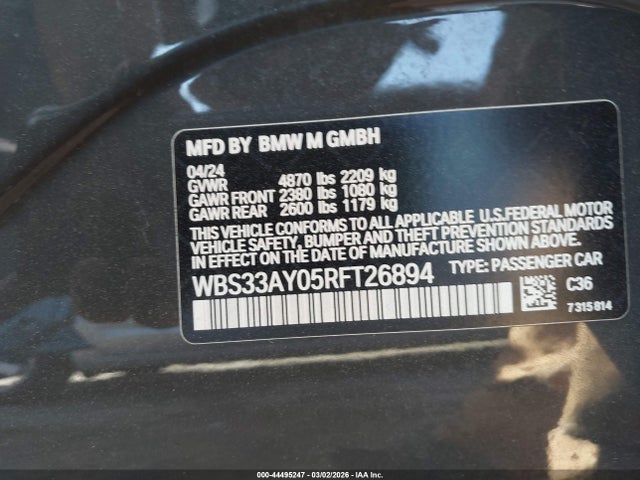 MFD BY BMW M GMBH
04/24
GVWR 4870 lbs 2209 kg
GAWR FRONT 2380 lbs 1080 kg
GAWR REAR 2600 lbs 1179 kg
THIS VEHICLE CONFORMS TO ALL APPLICABLE U.S.FEDERAL MOTOR
VEHICLE SAFETY, BUMPER AND THEFT PREVENTION STANDARDS
IN EFFECT ON THE DATE OF MANUFACTURE SHOWN ABOVE.
WBS33AY05RFT26894 TYPE: PASSENGER CAR
C36
7315814
000-44495247 - 03/02/2026 - IAA Inc.